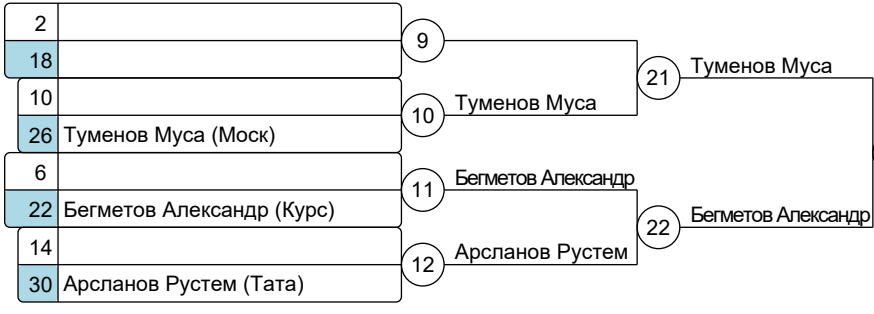 2
18
9
10
26 Туменов Муса (Моск)
10
Туменов Муса
21
Туменов Муса
6
22 Бегметов Александр (Курс)
11
Бегметов Александр
14
30 Арсланов Рустем (Тата)
12
Арсланов Рустем
22
Бегметов Александр